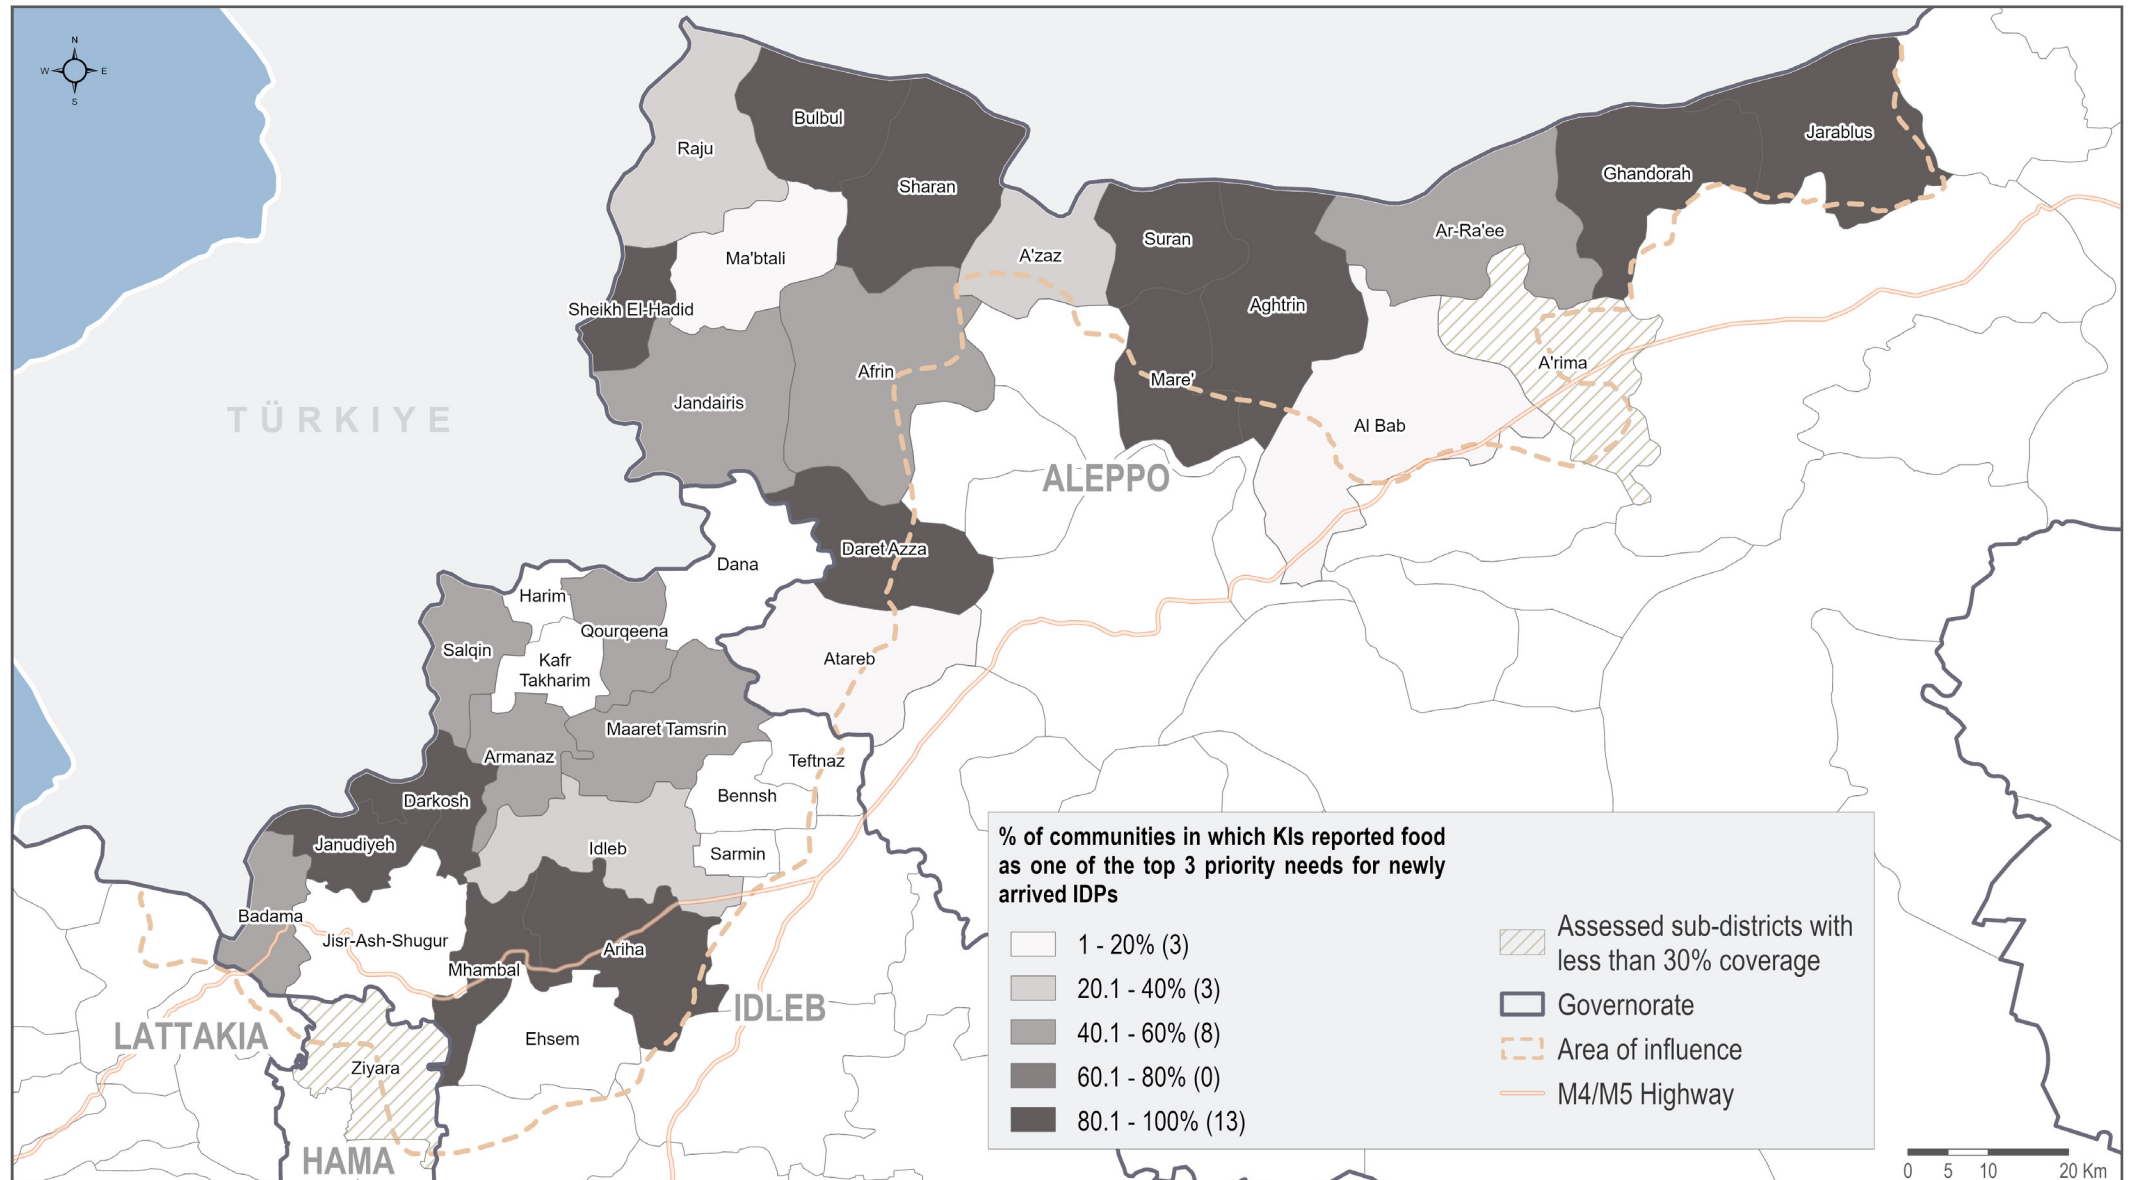 N
W
E
S
Bulbul
Jarablus
Raju
Ghandorah
Sharan
Ar-Ra'ee
Suran
A'zaz
Ma'btali
Aghtrin
Sheikh El-Hadid
A'rima
Afrin
Mare'
Jandairis
TÜRKIYE
Al Bab
ALEPPO
Daret Azza
Dana
Harim
Qourqeena
Salqin
Kafr
Takharim
Atareb
Maaret Tamsrin
Armanaz
Teftnaz
Bennsh
Darkosh
Janudiyeh
Idleb
Sarmin
Badama
Jisr-Ash-Shugur
Ariha
Mhambal
IDLEB
LATTAKIA
Ehsem
Ziyara
HAMA
% of communities in which KIs reported food
as one of the top 3 priority needs for newly
arrived IDPs
1 - 20% (3)
20.1 - 40% (3)
40.1 - 60% (8)
60.1 - 80% (0)
80.1 - 100% (13)
Assessed sub-districts with
less than 30% coverage
Governorate
Area of influence
M4/M5 Highway
0 5 10 20 Km